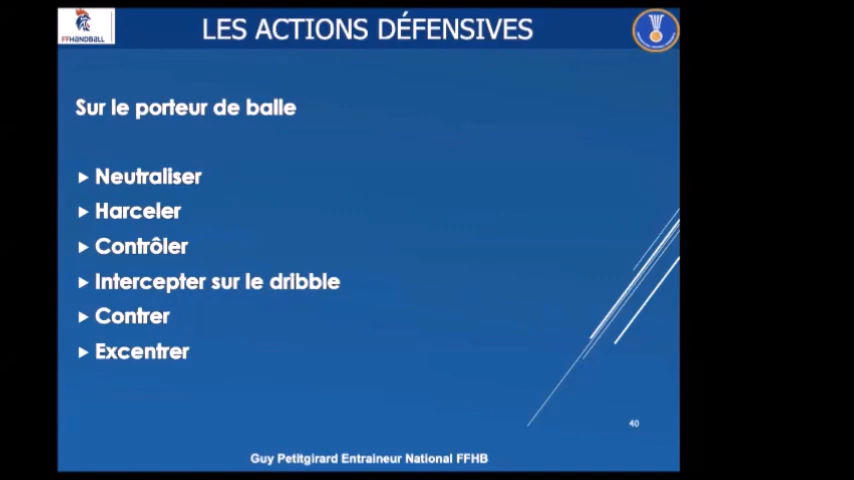 FFHANDBALL
LES ACTIONS DÉFENSIVES
Sur le porteur de balle
Neutraliser
Harceler
Contrôler
Intercepter sur le dribble
Contrer
Excentrer
40
Guy Petitgirard Entraineur National FFHB